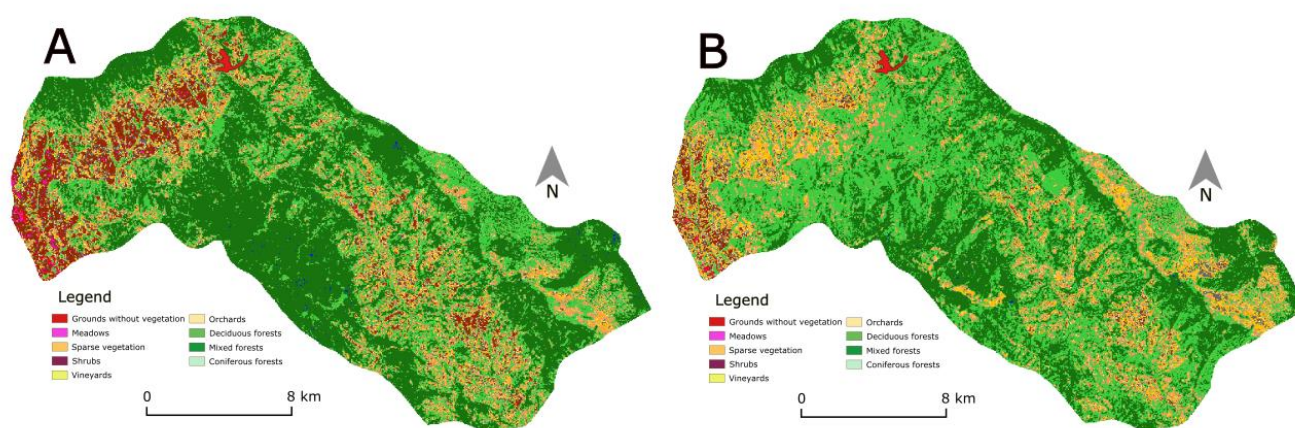 A
N
Legend
Grounds without vegetation
Meadows
Sparse vegetation
Shrubs
Vineyards
Orchards
Deciduous forests
Mixed forests
Coniferous forests
0 8 km
B
N
Legend
Grounds without vegetation
Meadows
Sparse vegetation
Shrubs
Vineyards
Orchards
Deciduous forests
Mixed forests
Coniferous forests
0 8 km